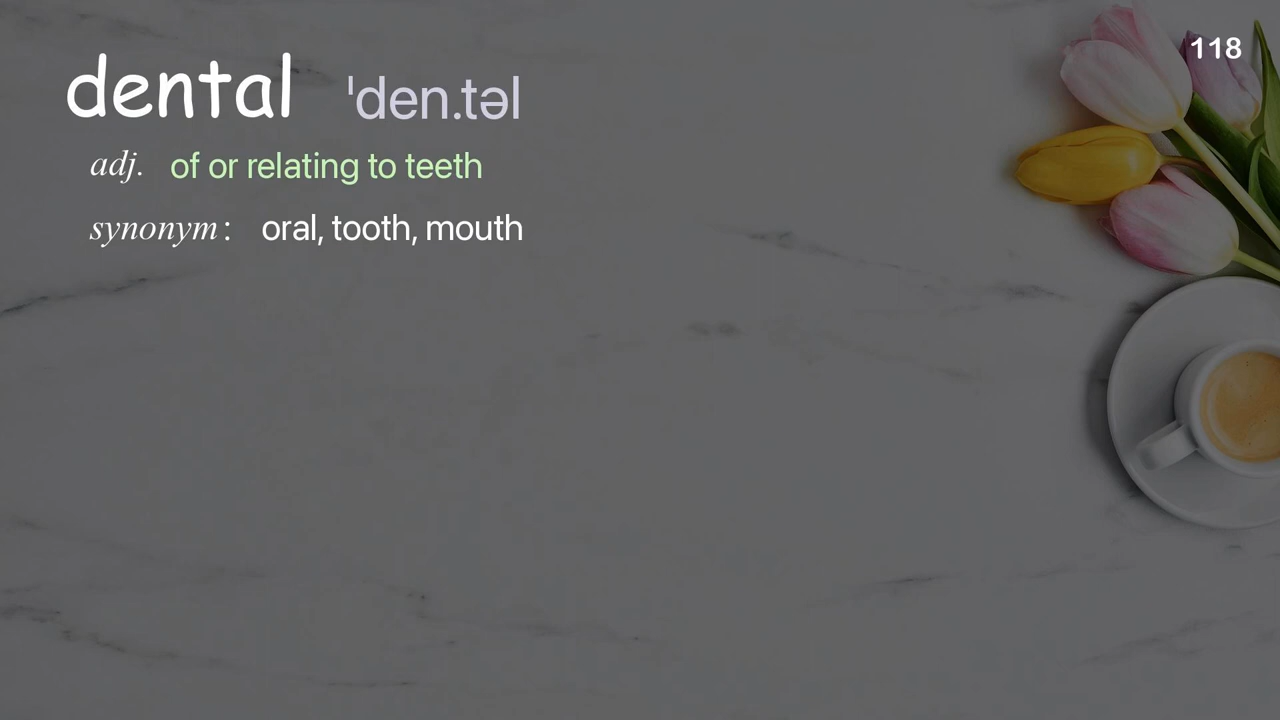 118
dental ˈden.təl
adj. of or relating to teeth
synonym : oral, tooth, mouth